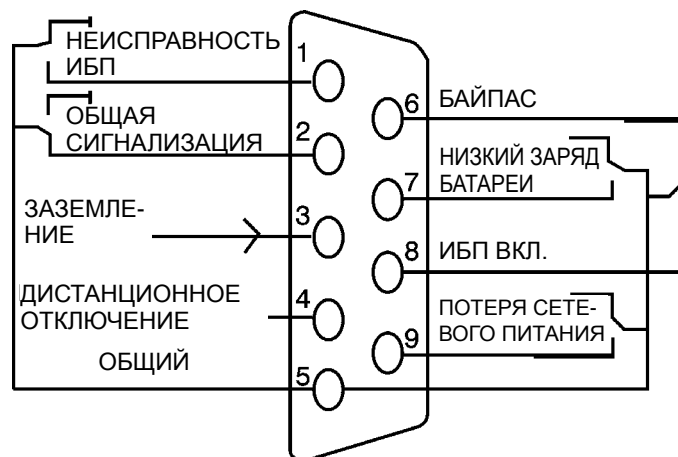 НЕИСПРАВНОСТЬ
ИБП
1
ОБЩАЯ
СИГНАЛИЗАЦИЯ
2
ЗАЗЕМЛЕ-
НИЕ
3
ДИСТАНЦИОННОЕ
ОТКЛЮЧЕНИЕ
4
ОБЩИЙ
5
6
БАЙПАС
7
НИЗКИЙ ЗАРЯД
БАТАРЕИ
8
ИБП ВКЛ.
9
ПОТЕРЯ СЕТЕ-
ВОГО ПИТАНИЯ